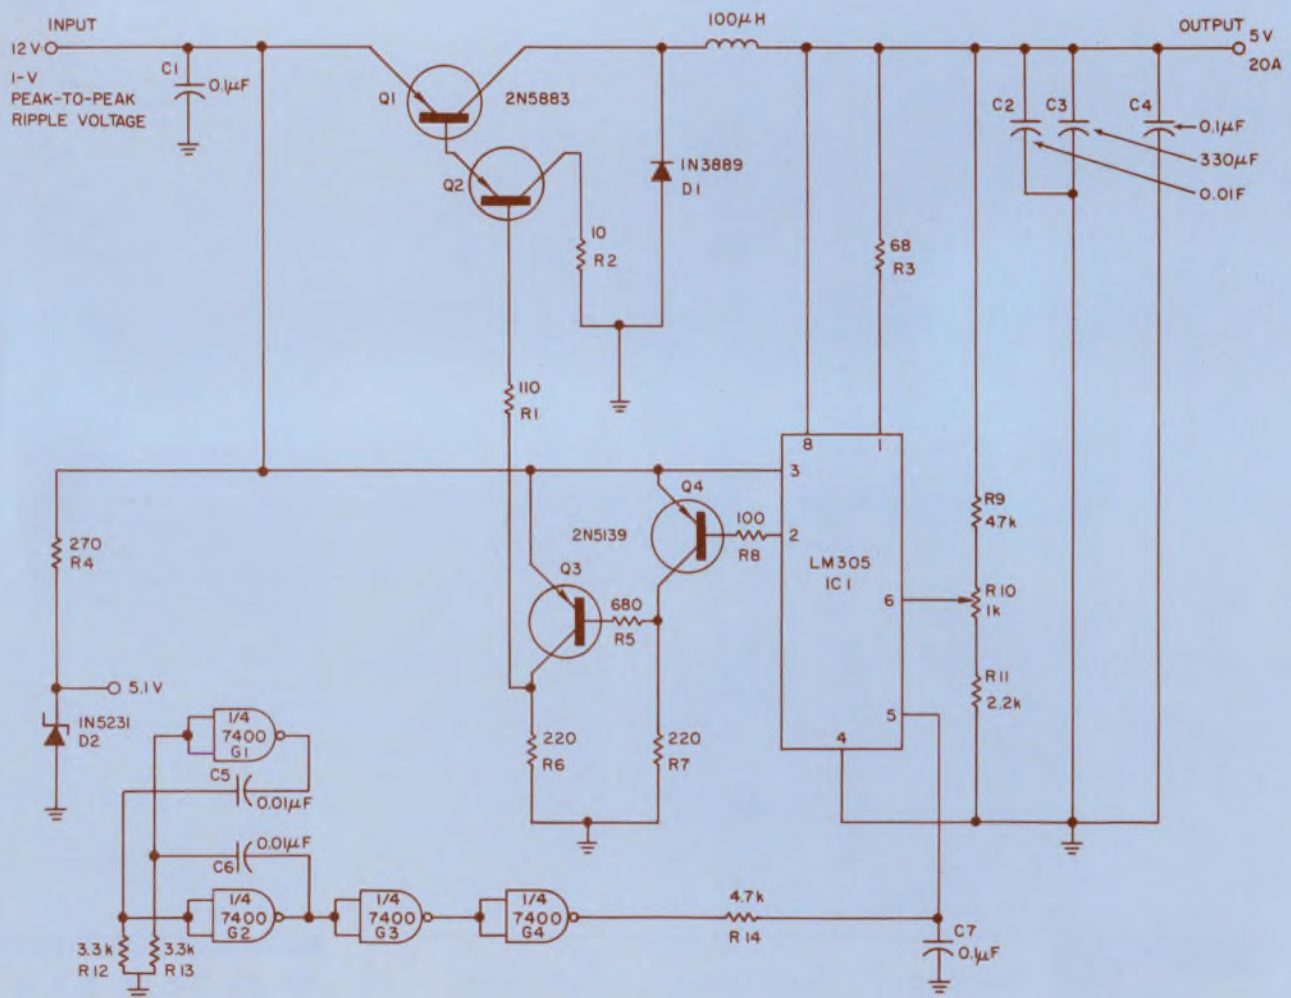 INPUT
12V
1-V
PEAK-TO-PEAK
RIPPLE VOLTAGE
C1
0.1µF
Q1
2N5883
Q2
100µH
OUTPUT
5V
20A
1N3889
D1
10
R2
C2
C3
C4
0.1µF
330µF
0.01F
68
R3
110
R1
8
1
3
2
6
5
4
LM305
IC1
Q4
2N5139
100
R8
Q3
680
R5
R9
4.7k
R10
1k
R11
2.2k
270
R4
5.1V
1N5231
D2
1/4
7400
G1
C5
0.01µF
0.01µF
C6
220
R6
220
R7
1/4
7400
G2
1/4
7400
G3
1/4
7400
G4
4.7k
R14
C7
0.1µF
3.3k
R12
3.3k
R13